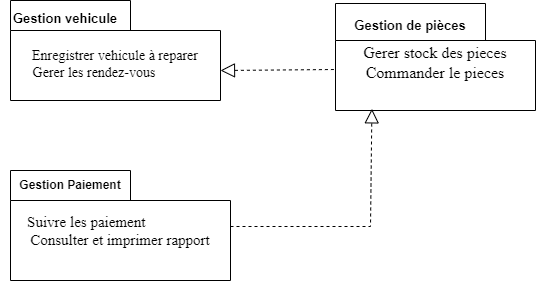 Gestion vehicule
Enregistrer vehicule à reparer
Gerer les rendez-vous
Gestion de pièces
Gerer stock des pieces
Commander le pieces
Gestion Paiement
Suivre les paiement
Consulter et imprimer rapport